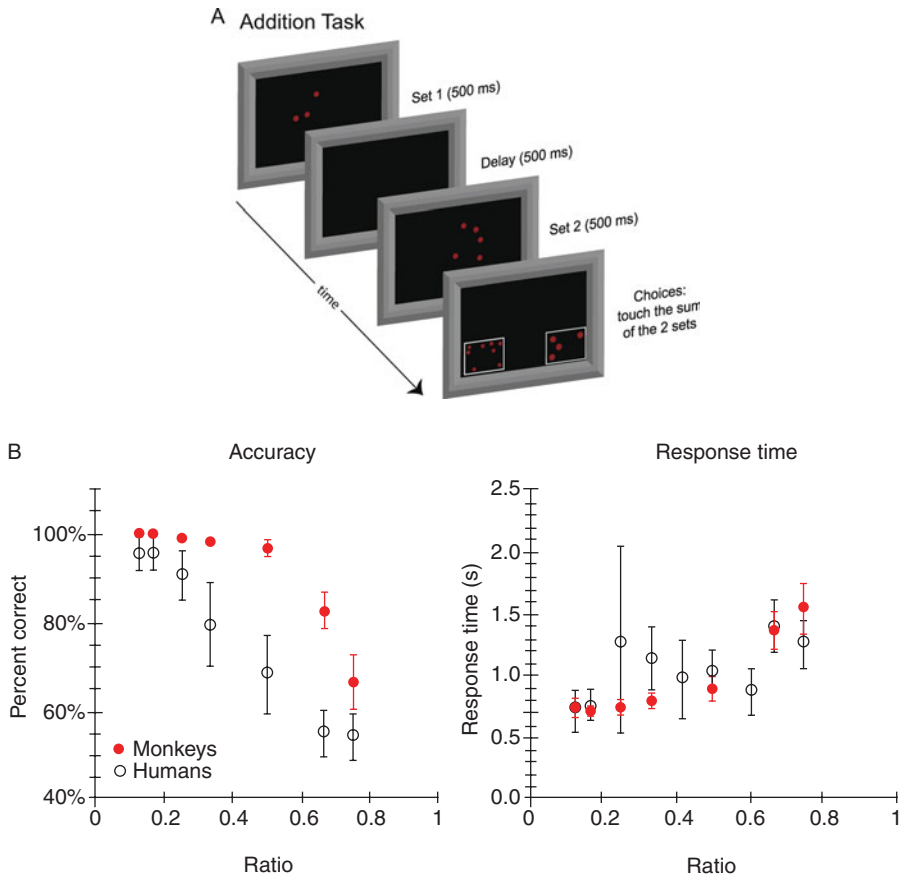 A Addition Task
Set 1 (500 ms)
Delay (500 ms)
Set 2 (500 ms)
Choices:
touch the sum
of the 2 sets
time
B
Accuracy
Percent correct
100%
80%
60%
40%
Monkeys
Humans
0 0.2 0.4 0.6 0.8 1
Ratio
Response time
Response time (s)
2.5
2.0
1.5
1.0
0.5
0.0
0 0.2 0.4 0.6 0.8 1
Ratio